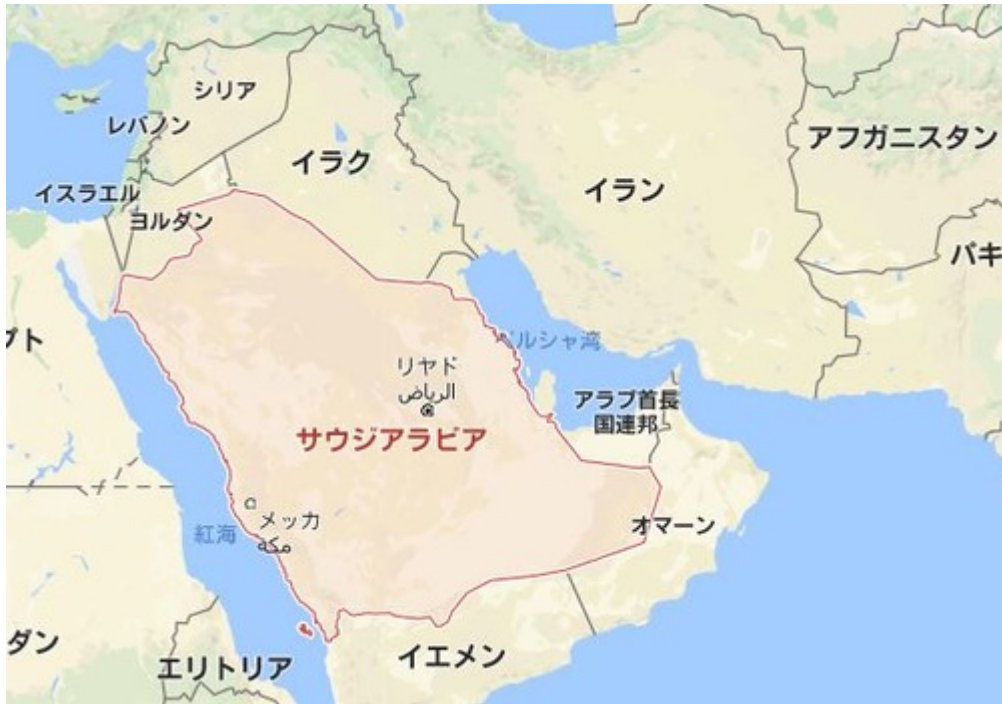 シリア
レバノン
イラク
イラン
アフガニスタン
イスラエル
ヨルダン
パキ
プト
ペルシャ湾
リヤド
الرياض
アラブ首長
国連邦
サウジアラビア
メッカ
مكة
紅海
オマーン
ダン
エリトリア
イエメン